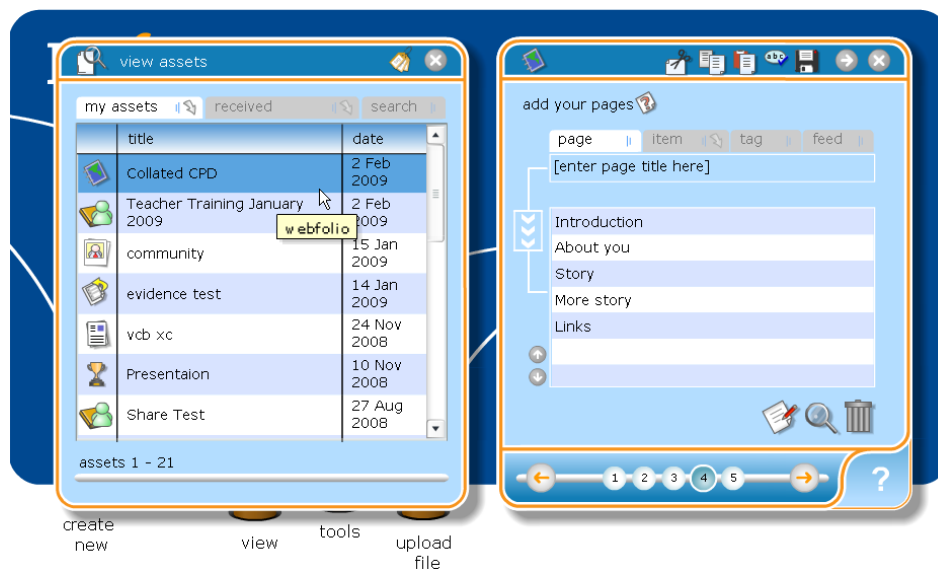 view assets
my assets
received
search
title
date
Collated CPD
2 Feb
2009
Teacher Training January
2009
2 Feb
2009
webfolio
community
15 Jan
2009
evidence test
14 Jan
2009
vcb xc
24 Nov
2008
Presentaion
10 Nov
2008
Share Test
27 Aug
2008
assets 1 - 21
abc
add your pages
page
item
tag
feed
[enter page title here]
Introduction
About you
Story
More story
Links
1 2 3 4 5
?
create
new
view
tools
upload
file